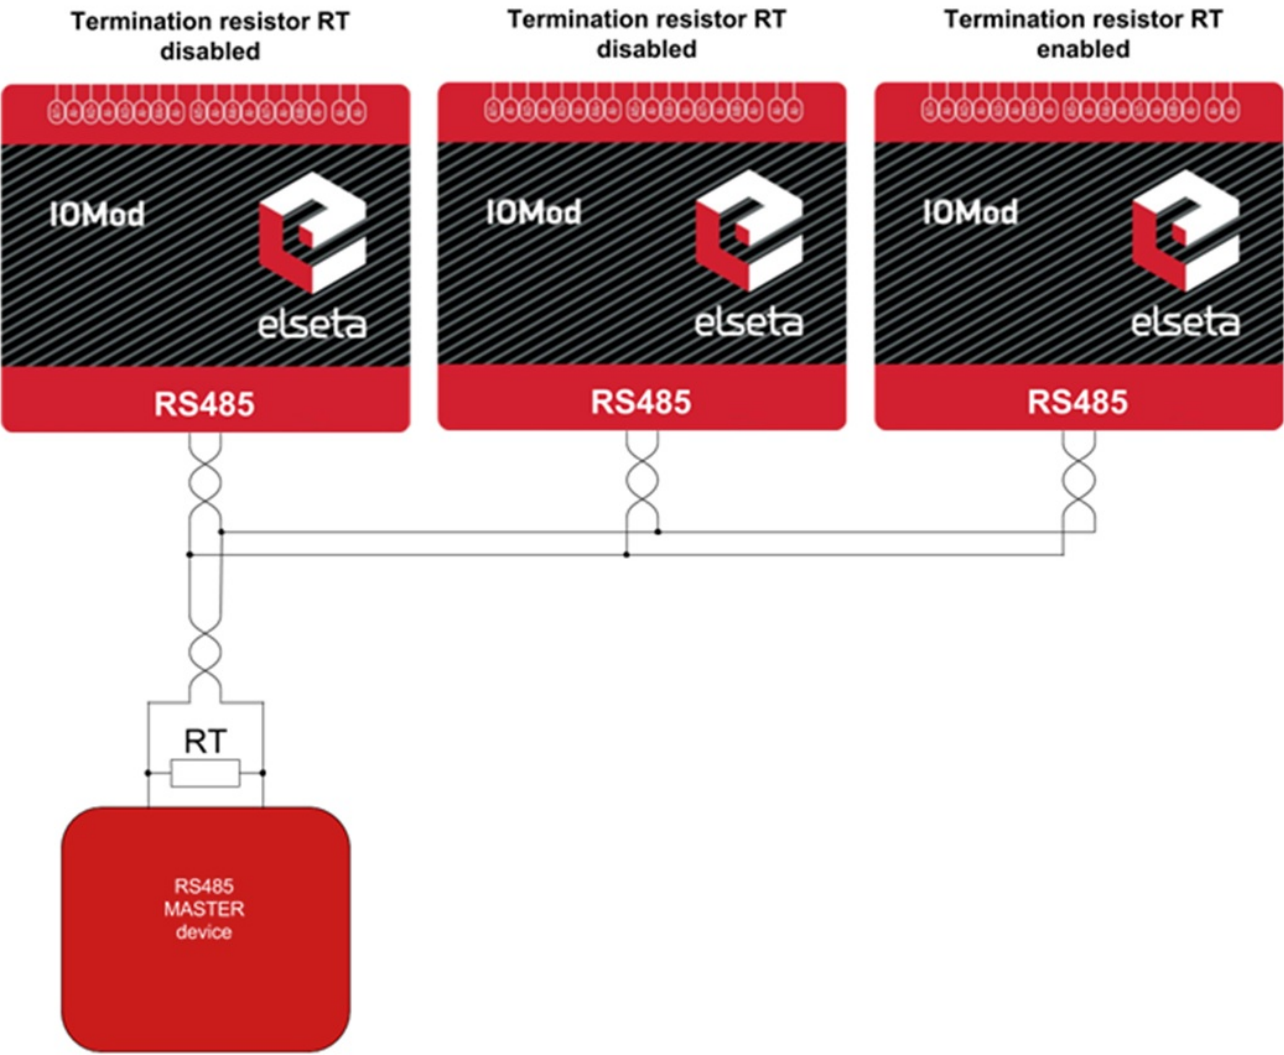 Termination resistor RT
disabled
Termination resistor RT
disabled
Termination resistor RT
enabled
IOMod
elseta
RS485
IOMod
elseta
RS485
IOMod
elseta
RS485
RT
RS485
MASTER
device